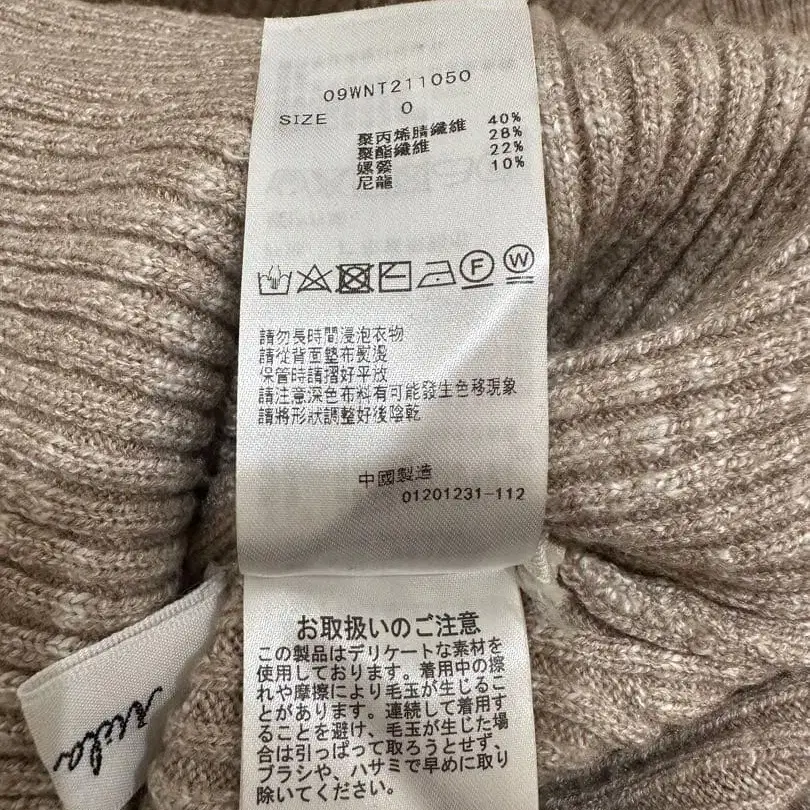 09WNT211050
SIZE 0
聚丙烯腈纖維 40%
聚酯纖維 28%
嫘縈 22%
尼龍 10%
F
W
請勿長時間浸泡衣物
請從背面墊布熨燙
保管時請摺好平放
請注意深色布料有可能發生色移現象
請將形狀調整好後陰乾
中國製造
01201231-112
お取扱いのご注意
この製品はデリケートな素材を
使用しております。着用中の擦
れや摩擦により毛玉が生じるこ
とがあります。連続して着用す
ることを避け、毛玉が生じた場
合は引っぱって取ろうとせず、
ブラシや、ハサミで早めに取り
除いてください。